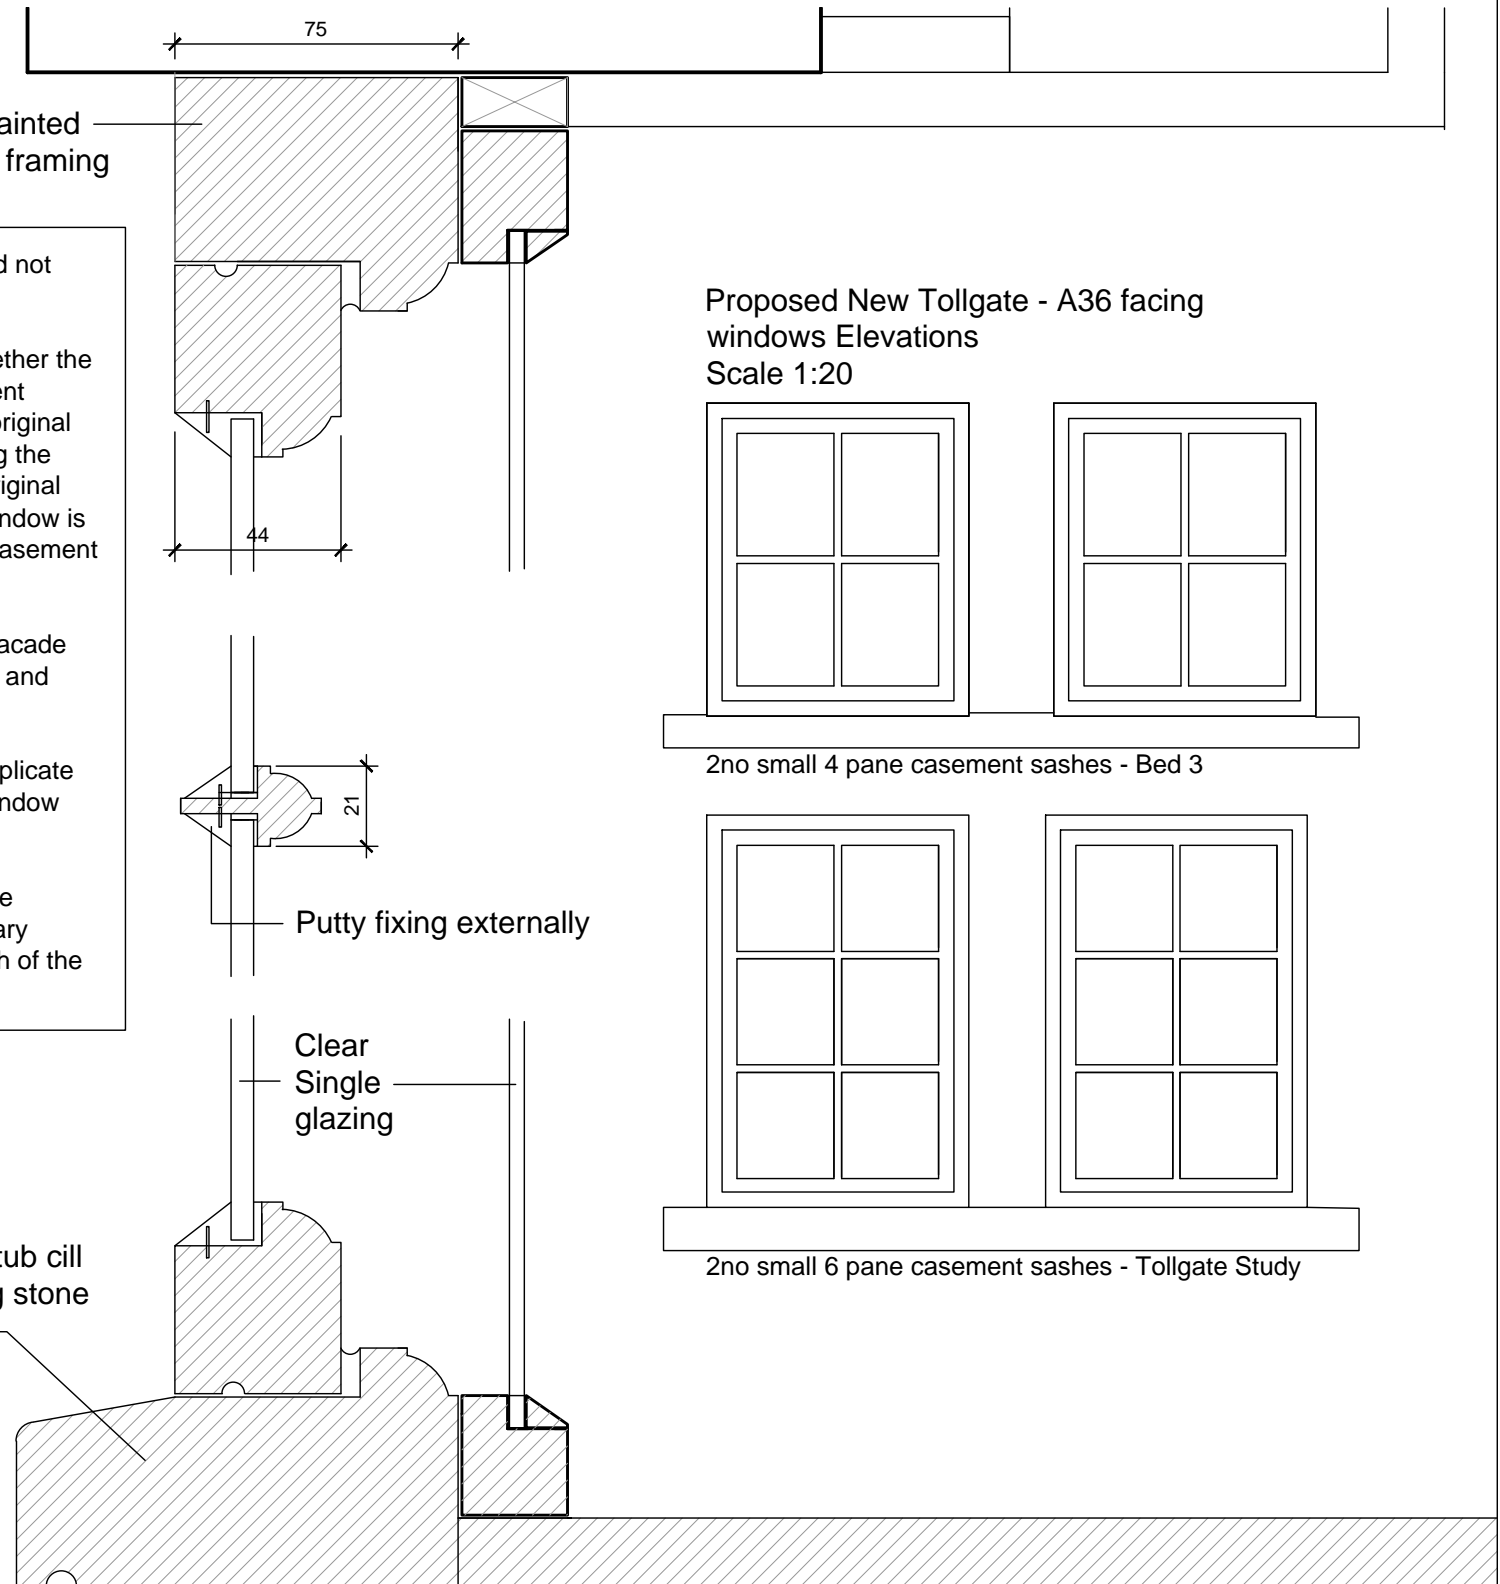 75
ainted
framing
d not
ether the
ent
original
g the
riginal
ndow is
asement
acade
and
plicate
ndow
e
ary
h of the
44
21
Putty fixing externally
Clear
Single
glazing
tub cill
g stone
Proposed New Tollgate - A36 facing
windows Elevations
Scale 1:20
2no small 4 pane casement sashes - Bed 3
2no small 6 pane casement sashes - Tollgate Study